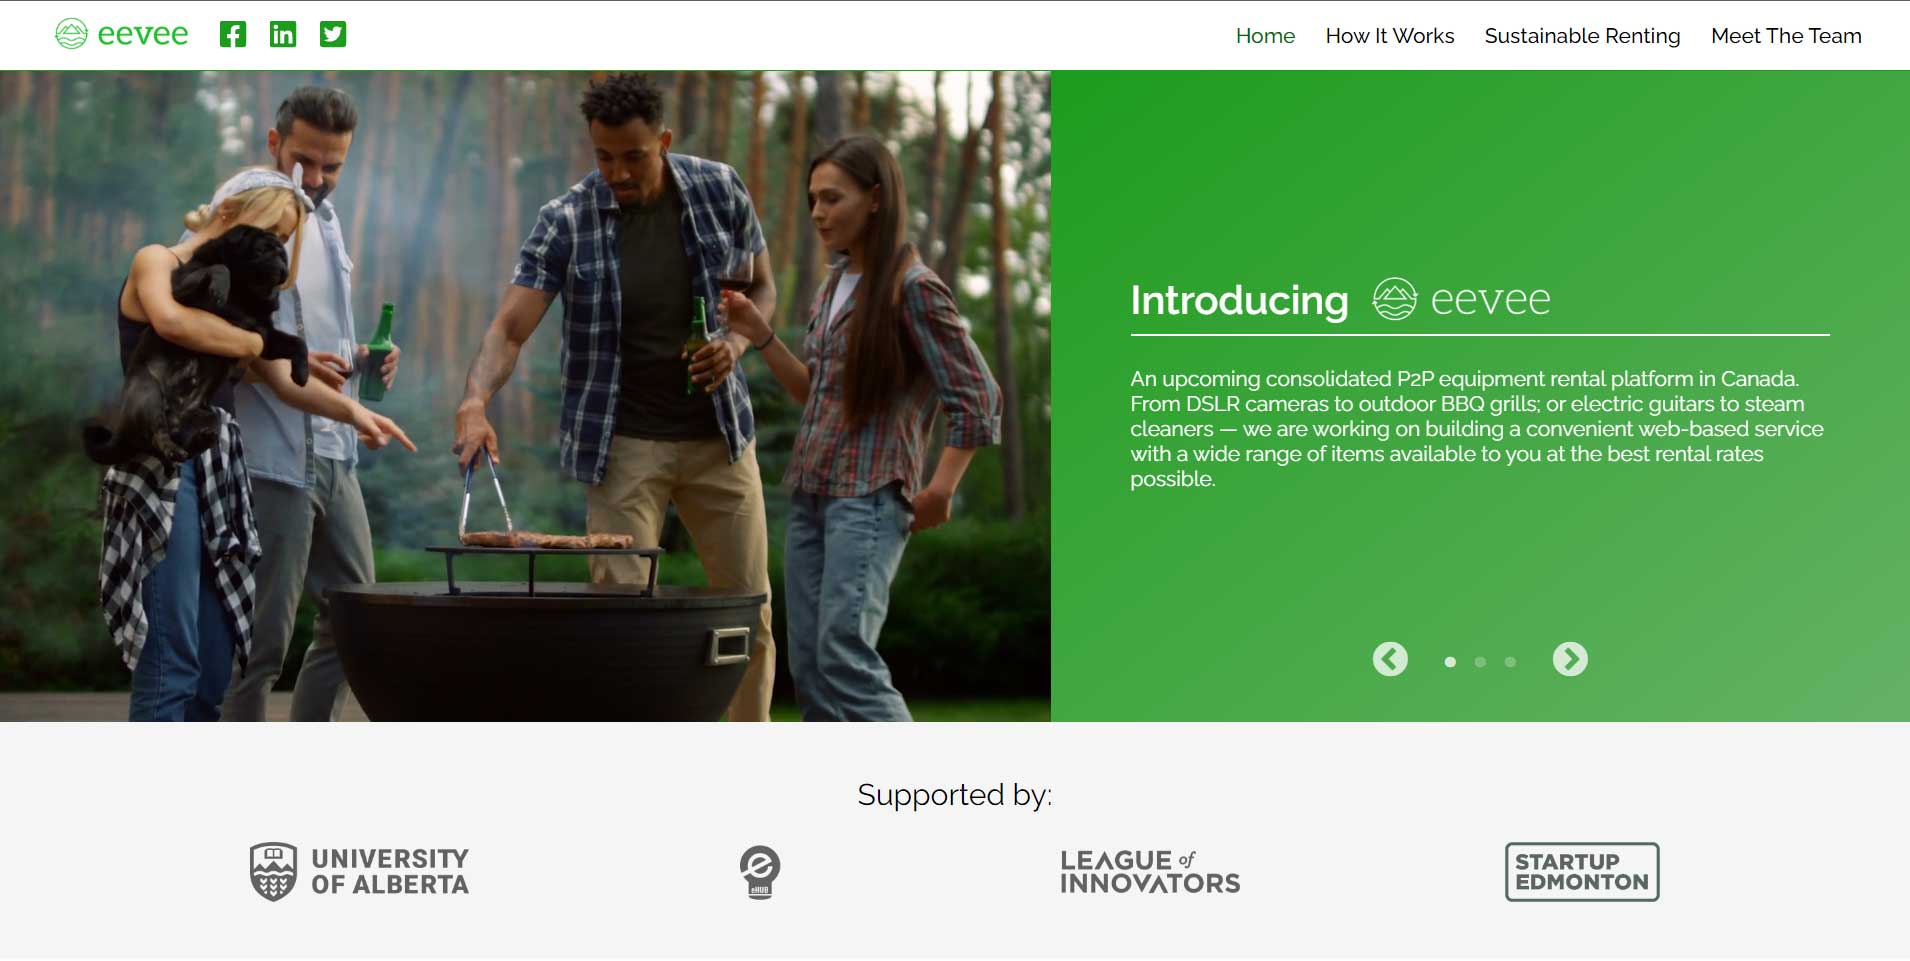 eevee
Home
How It Works
Sustainable Renting
Meet The Team
Introducing eevee
An upcoming consolidated P2P equipment rental platform in Canada.
From DSLR cameras to outdoor BBQ grills; or electric guitars to steam
cleaners — we are working on building a convenient web-based service
with a wide range of items available to you at the best rental rates
possible.
Supported by:
UNIVERSITY
OF ALBERTA
eHUB
LEAGUE of
INNOVATORS
STARTUP
EDMONTON